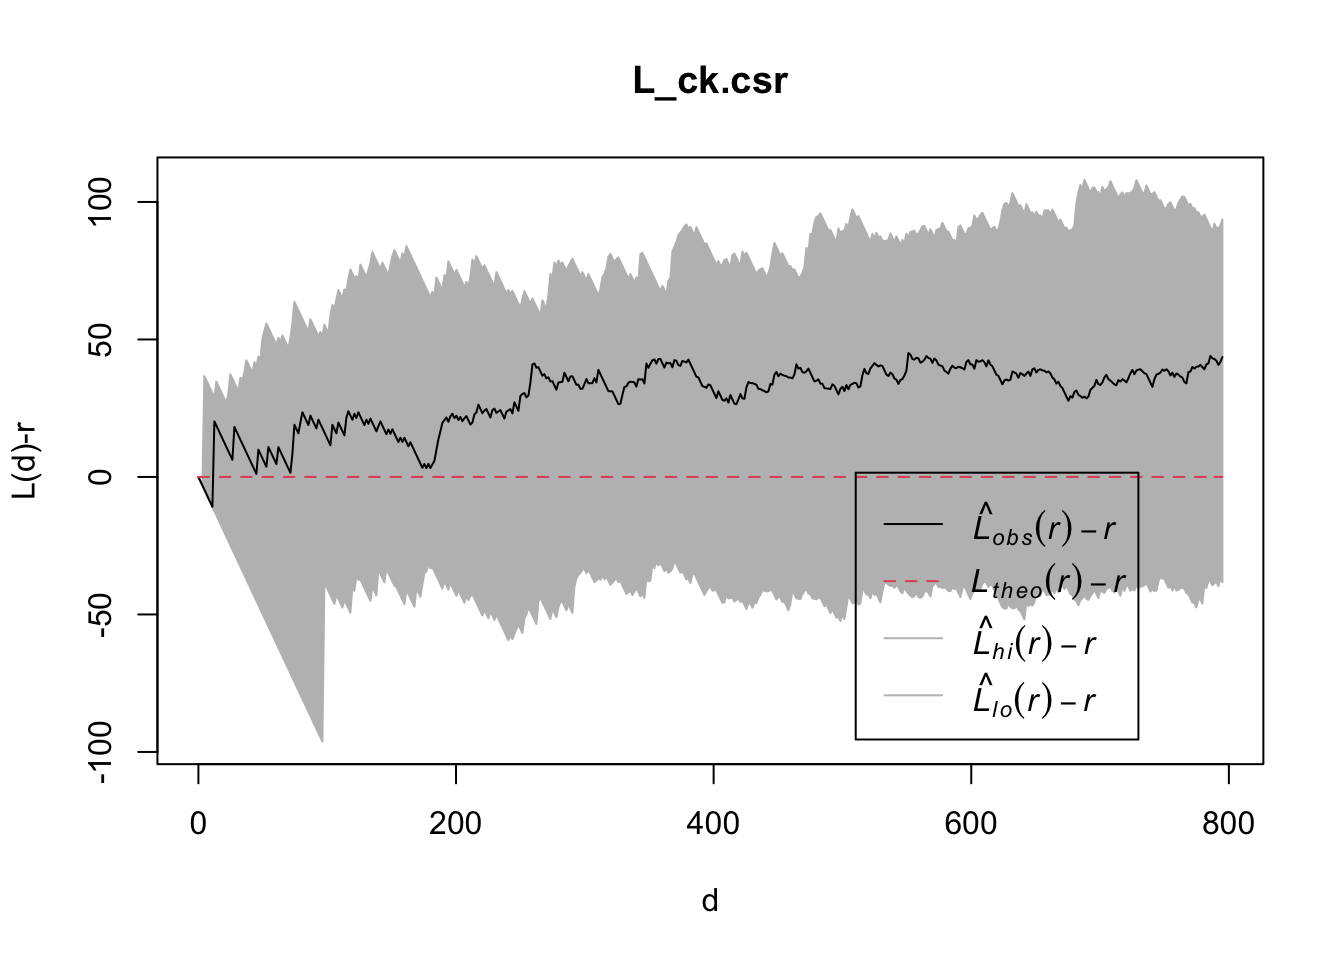 L_ck.csr
L(d)-r
100
50
0
-50
-100
L̂obs(r) − r
Ltheo(r) − r
L̂hi(r) − r
L̂lo(r) − r
0 200 400 600 800
d